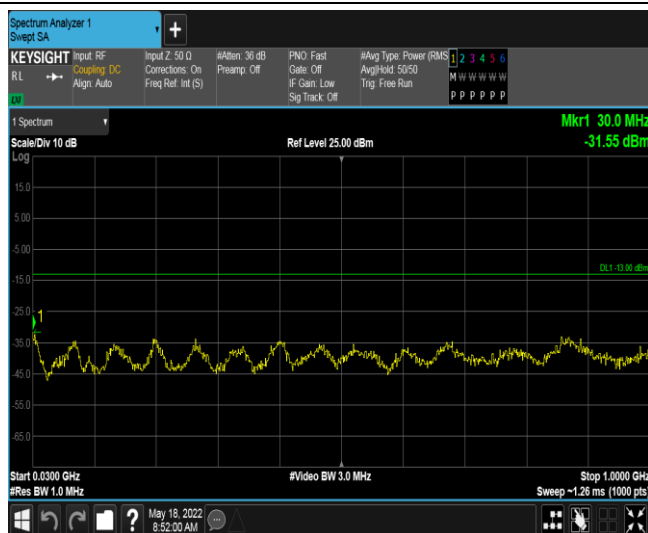 Spectrum Analyzer 1
Swept SA
+
KEYSIGHT
RL
LXI
Input: RF
Coupling: DC
Align: Auto
Input Z: 50 Ω
Corrections: On
Freq Ref: Int (S)
#Atten: 36 dB
Preamp: Off
PNO: Fast
Gate: Off
IF Gain: Low
Sig Track: Off
#Avg Type: Power (RMS
Avg|Hold: 50/50
Trig: Free Run
1 2 3 4 5 6
M W W W W W
P P P P P P
1 Spectrum
Mkr1 30.0 MHz
Scale/Div 10 dB
Ref Level 25.00 dBm
-31.55 dBm
Log
15.0
5.00
-5.00
DL1 -13.00 dBm
-15.0
-25.0
1
-35.0
-45.0
-55.0
-65.0
Start 0.0300 GHz
#Video BW 3.0 MHz
Stop 1.0000 GHz
#Res BW 1.0 MHz
Sweep ~1.26 ms (1000 pts)
?
May 18, 2022
8:52:00 AM